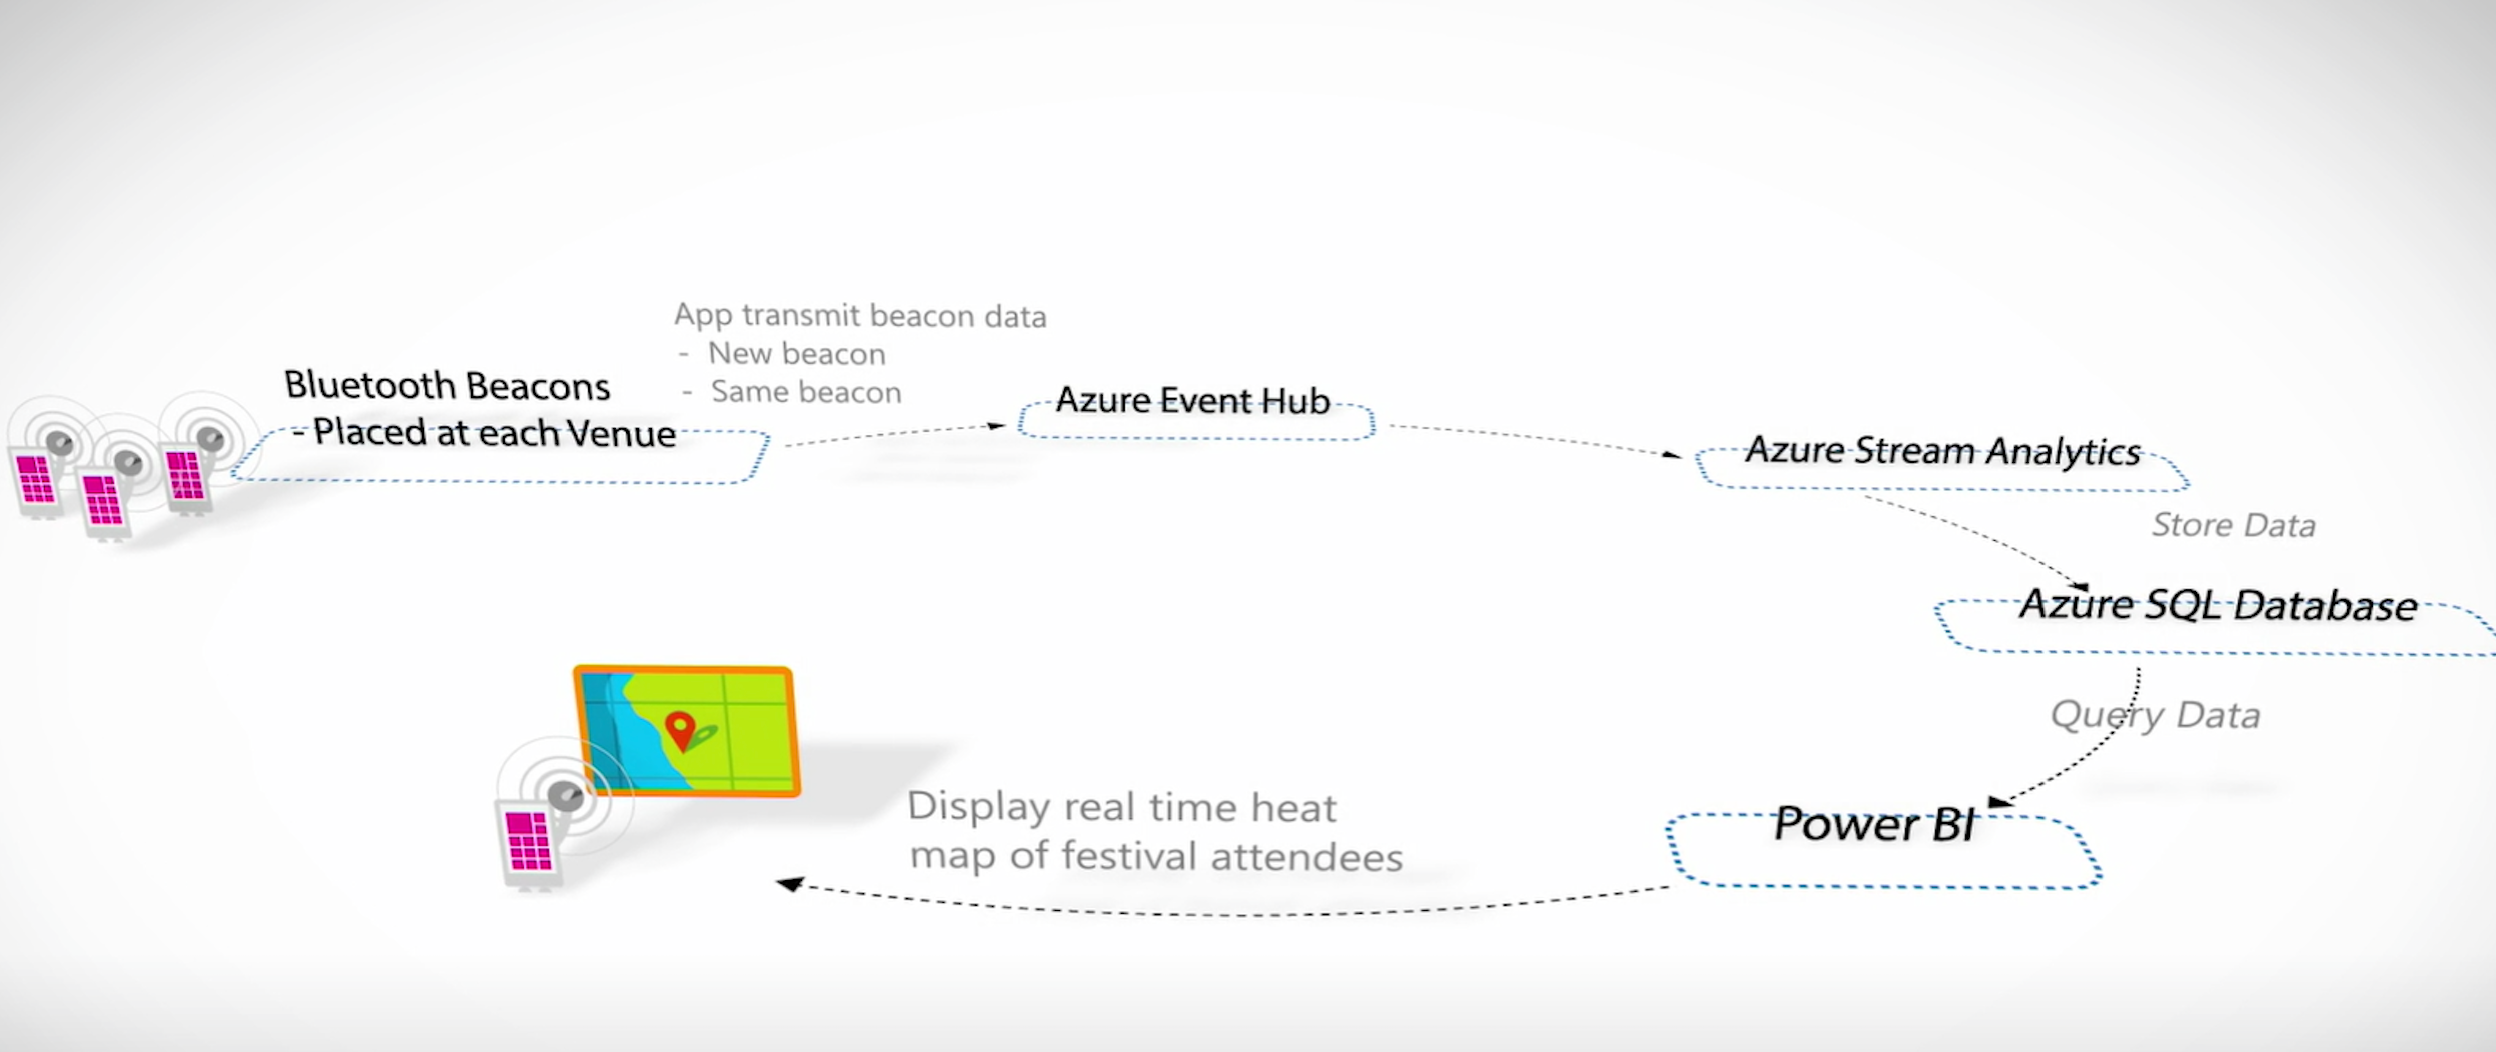 App transmit beacon data
- New beacon
- Same beacon
Bluetooth Beacons
- Placed at each Venue
Azure Event Hub
Azure Stream Analytics
Store Data
Azure SQL Database
Query Data
Power BI
Display real time heat
map of festival attendees